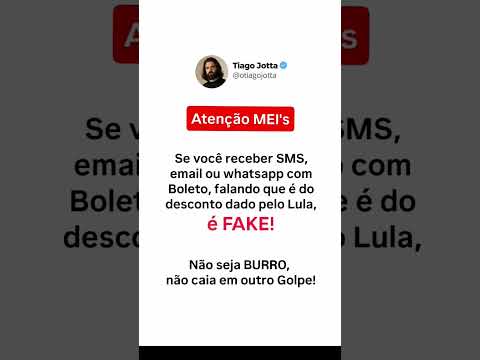 Tiago Jotta
@otiagojotta
Atenção MEI's
Se você receber SMS,
email ou whatsapp com
Boleto, falando que é do
desconto dado pelo Lula,
é FAKE!
Não seja BURRO,
não caia em outro Golpe!